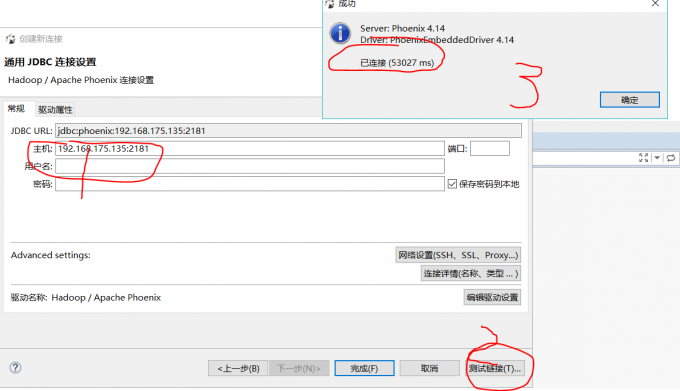 成功
Server: Phoenix 4.14
Driver: PhoenixEmbeddedDriver 4.14
已连接 (53027 ms)
3
确定
创建新连接
通用 JDBC 连接设置
Hadoop / Apache Phoenix 连接设置
常规 驱动属性
JDBC URL: jdbc:phoenix:192.168.175.135:2181
主机: 192.168.175.135:2181 端口:
1
用户名:
密码: 保存密码到本地
Advanced settings: 网络设置(SSH、SSL、Proxy...)
连接详情(名称、类型 ... )
驱动名称: Hadoop / Apache Phoenix 编辑驱动设置
<上一步(B) 下一步(N)> 完成(F) 取消 测试链接(T)...